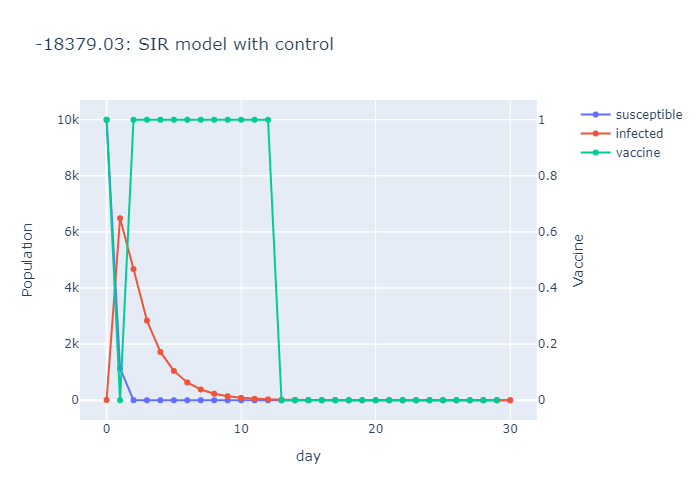 -18379.03: SIR model with control
susceptible
infected
vaccine
10k
8k
6k
4k
2k
0
1
0.8
0.6
0.4
0.2
0
0
10
20
30
Population
Vaccine
day